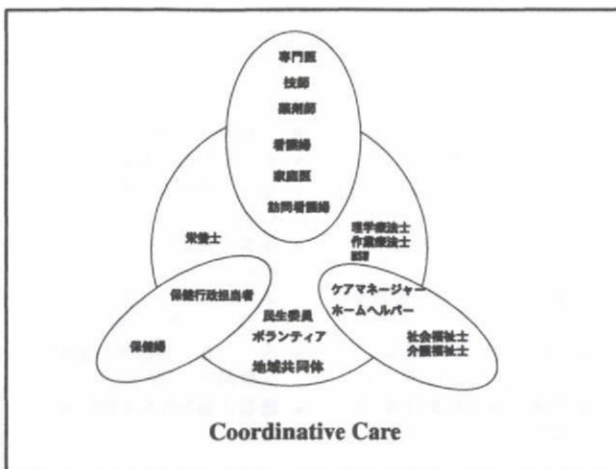 専門医
技師
薬剤師
看護婦
家庭医
訪問看護婦
栄養士
理学療法士
作業療法士
MSW
保健行政担当者
ケアマネージャー
ホームヘルパー
民生委員
ボランティア
保健婦
社会福祉士
介護福祉士
地域共同体
Coordinative Care